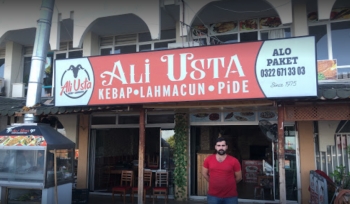 Ali Usta
ALİ USTA
KEBAP•LAHMACUN•PİDE
ALO
PAKET
0322 671 33 03